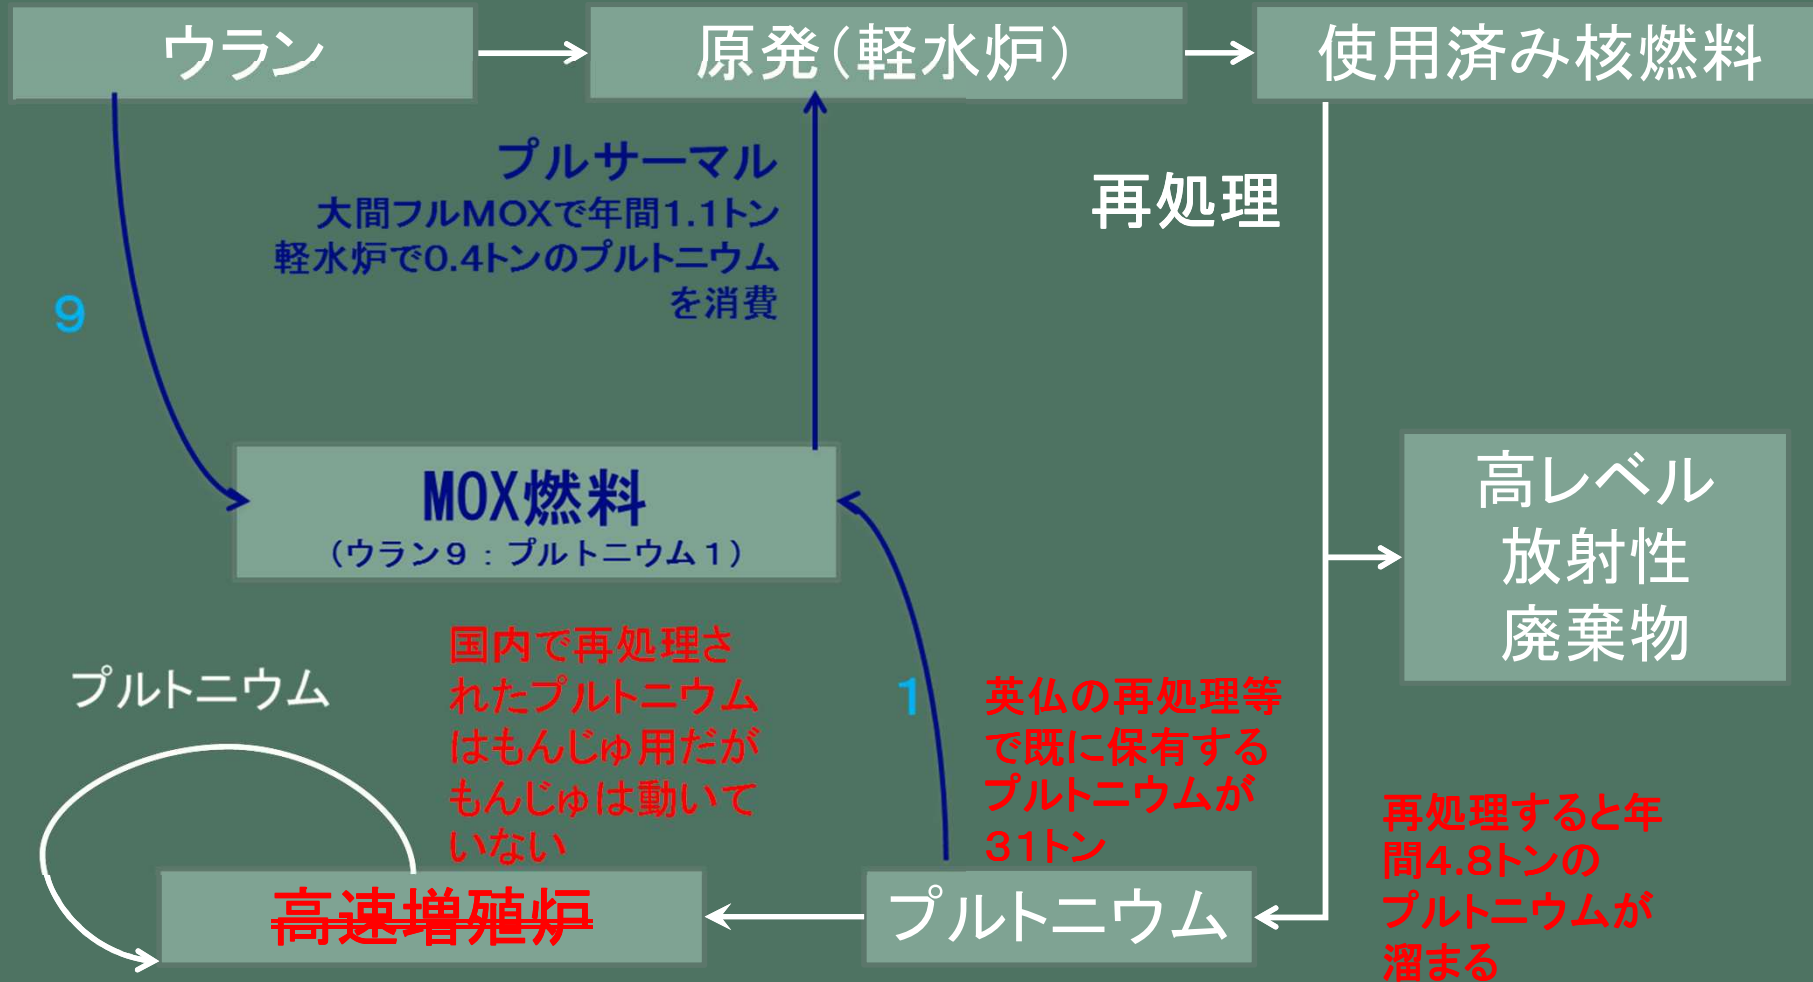 ウラン
原発（軽水炉）
使用済み核燃料
プルサーマル
大間フルMOXで年間1.1トン
軽水炉で0.4トンのプルトニウム
を消費
再処理
9
MOX燃料
（ウラン９：プルトニウム１）
高レベル
放射性
廃棄物
プルトニウム
国内で再処理さ
れたプルトニウム
はもんじゅ用だが
もんじゅは動いて
いない
1
英仏の再処理等
で既に保有する
プルトニウムが
31トン
再処理すると年
間4.8トンの
プルトニウムが
溜まる
高速増殖炉
プルトニウム